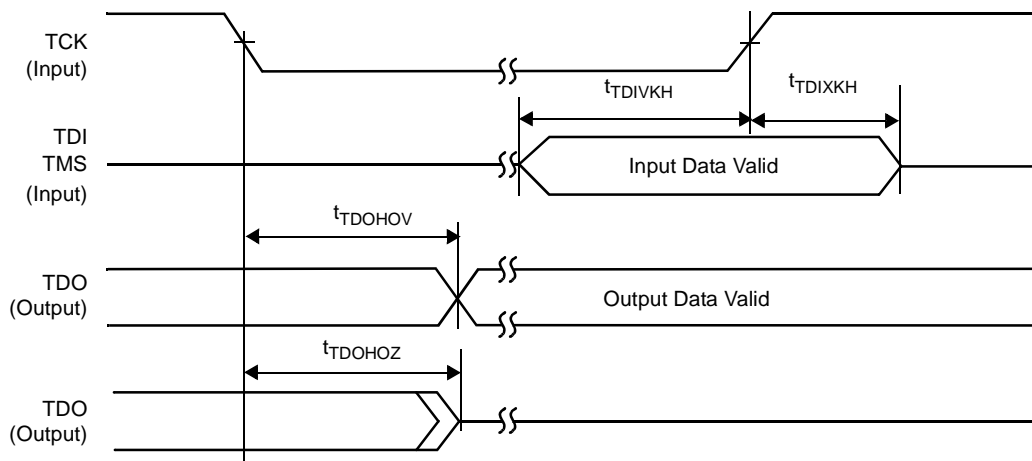 TCK
(Input)
tTDIVKH
tTDIXKH
TDI
TMS
(Input)
Input Data Valid
tTDOHOV
TDO
(Output)
Output Data Valid
tTDOHOZ
TDO
(Output)